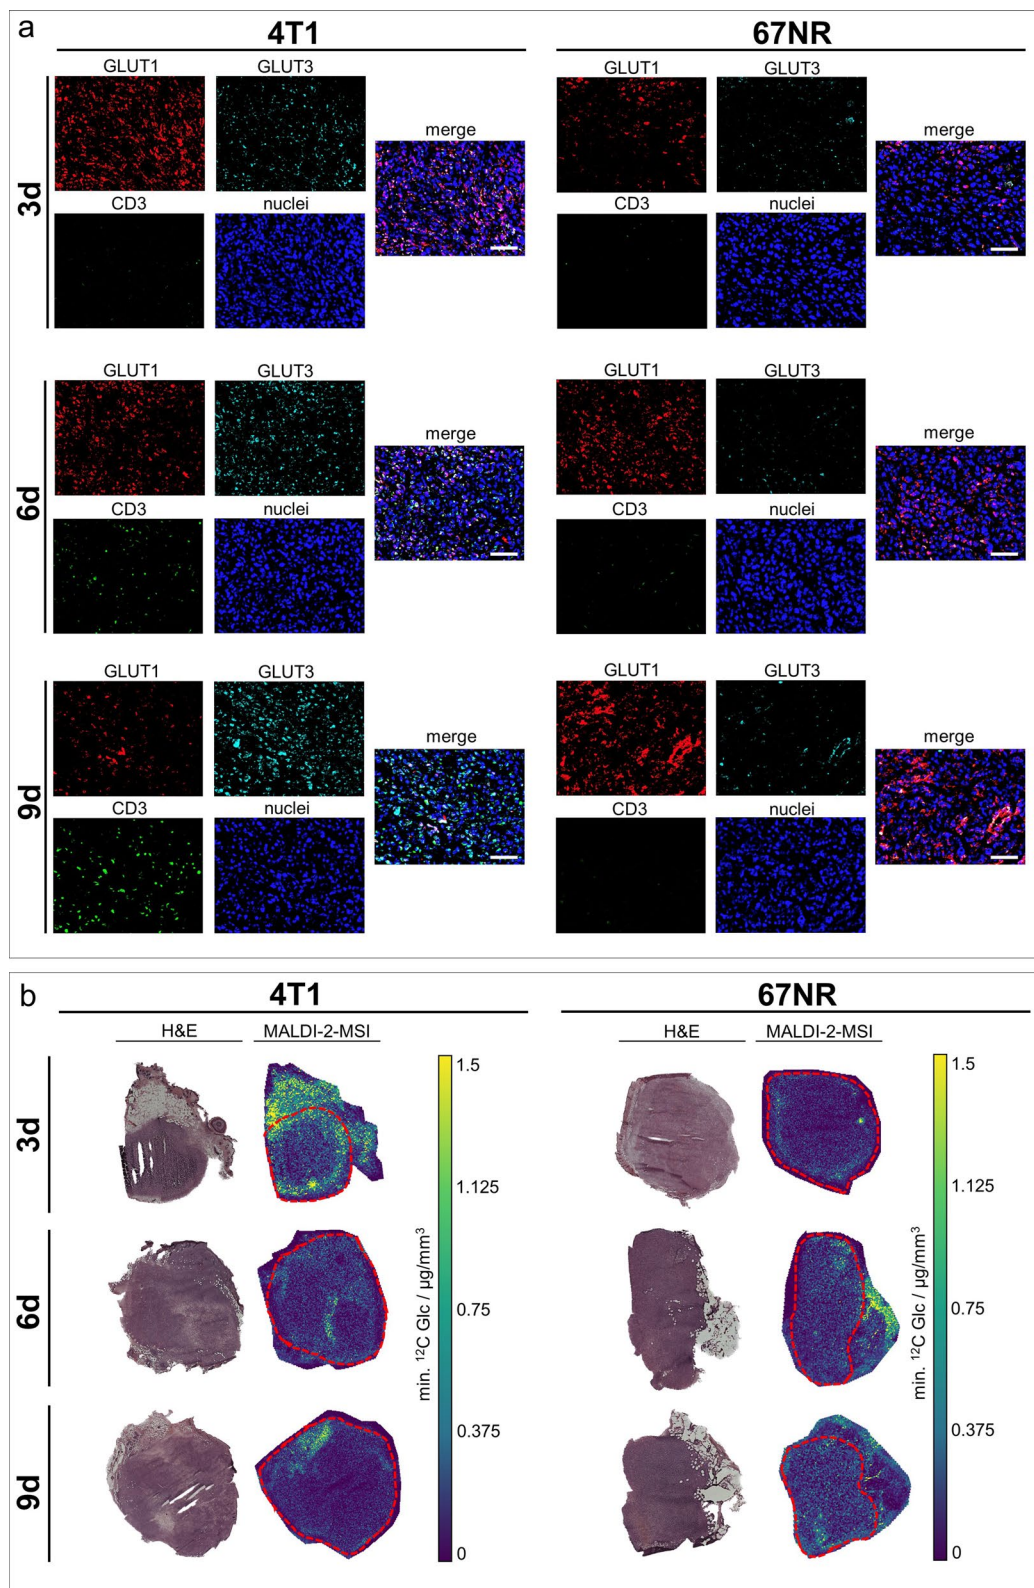 a
4T1 67NR
3d
GLUT1 GLUT3 GLUT1 GLUT3
merge merge
CD3 nuclei CD3 nuclei
6d
GLUT1 GLUT3 GLUT1 GLUT3
merge merge
CD3 nuclei CD3 nuclei
9d
GLUT1 GLUT3 GLUT1 GLUT3
merge merge
CD3 nuclei CD3 nuclei
b
4T1 67NR
H&E MALDI-2-MSI H&E MALDI-2-MSI
3d
6d
9d
1.5
1.125
0.75
0.375
0
min. ¹²C Glc / µg/mm³
1.5
1.125
0.75
0.375
0
min. ¹²C Glc / µg/mm³